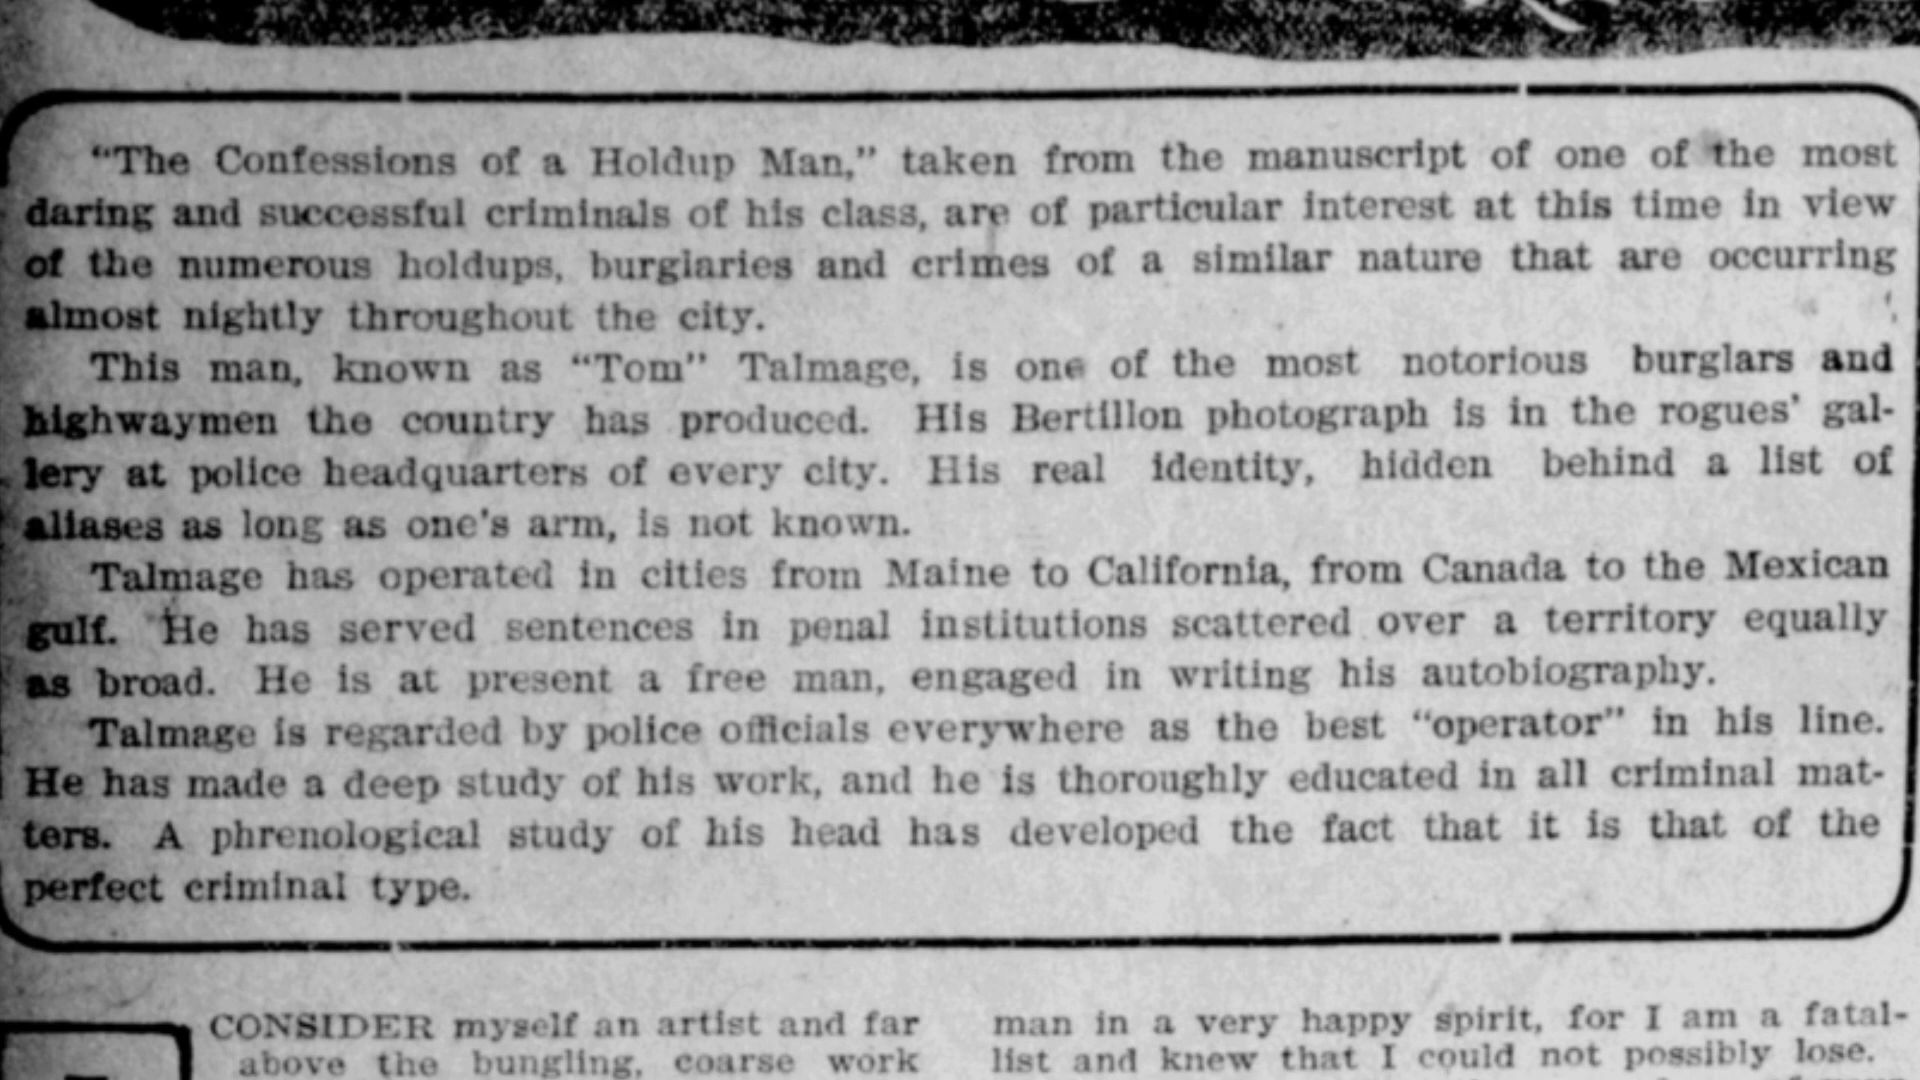 “The Confessions of a Holdup Man,” taken from the manuscript of one of the most
daring and successful criminals of his class, are of particular interest at this time in view
of the numerous holdups, burglaries and crimes of a similar nature that are occurring
almost nightly throughout the city.
This man, known as “Tom” Talmage, is one of the most notorious burglars and
highwaymen the country has produced. His Bertillon photograph is in the rogues’ gal-
lery at police headquarters of every city. His real identity, hidden behind a list of
aliases as long as one’s arm, is not known.
Talmage has operated in cities from Maine to California, from Canada to the Mexican
gulf. He has served sentences in penal institutions scattered over a territory equally
as broad. He is at present a free man, engaged in writing his autobiography.
Talmage is regarded by police officials everywhere as the best “operator” in his line.
He has made a deep study of his work, and he is thoroughly educated in all criminal mat-
ters. A phrenological study of his head has developed the fact that it is that of the
perfect criminal type.
CONSIDER myself an artist and far
above the bungling, coarse work
man in a very happy spirit, for I am a fatal-
list and knew that I could not possibly lose.